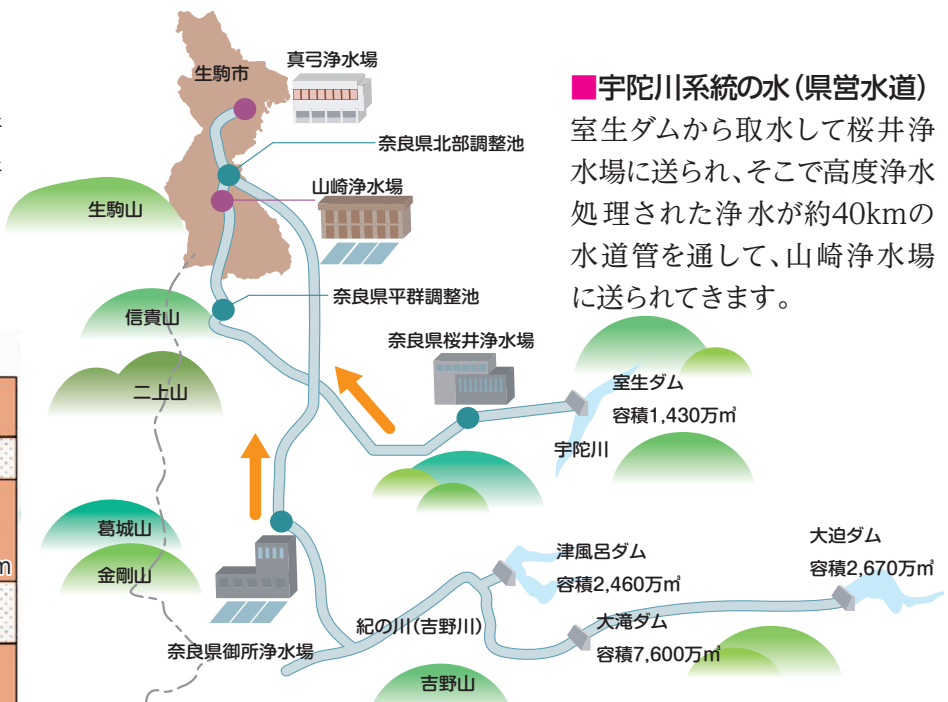 生駒市
真弓浄水場
奈良県北部調整池
山崎浄水場
生駒山
奈良県平群調整池
信貴山
奈良県桜井浄水場
二上山
室生ダム
容積1,430万㎥
宇陀川
葛城山
金剛山
津風呂ダム
容積2,460万㎥
大迫ダム
容積2,670万㎥
大滝ダム
容積7,600万㎥
紀の川(吉野川)
奈良県御所浄水場
吉野山
■宇陀川系統の水(県営水道)
室生ダムから取水して桜井浄
水場に送られ、そこで高度浄水
処理された浄水が約40kmの
水道管を通して、山崎浄水場
に送られてきます。
m